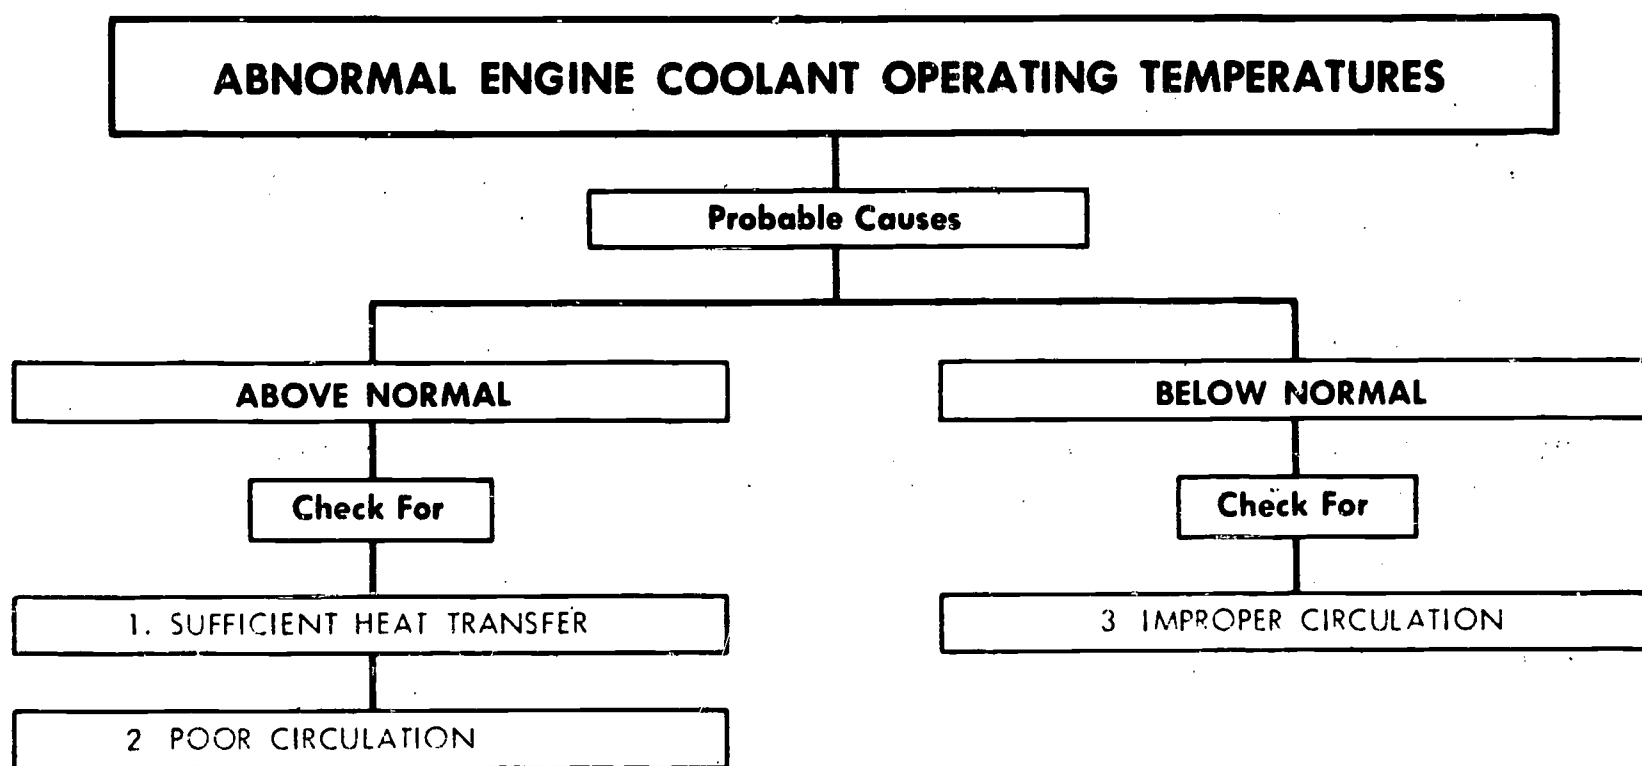 ABNORMAL ENGINE COOLANT OPERATING TEMPERATURES
Probable Causes
ABOVE NORMAL
BELOW NORMAL
Check For
Check For
1. SUFFICIENT HEAT TRANSFER
3 IMPROPER CIRCULATION
2 POOR CIRCULATION